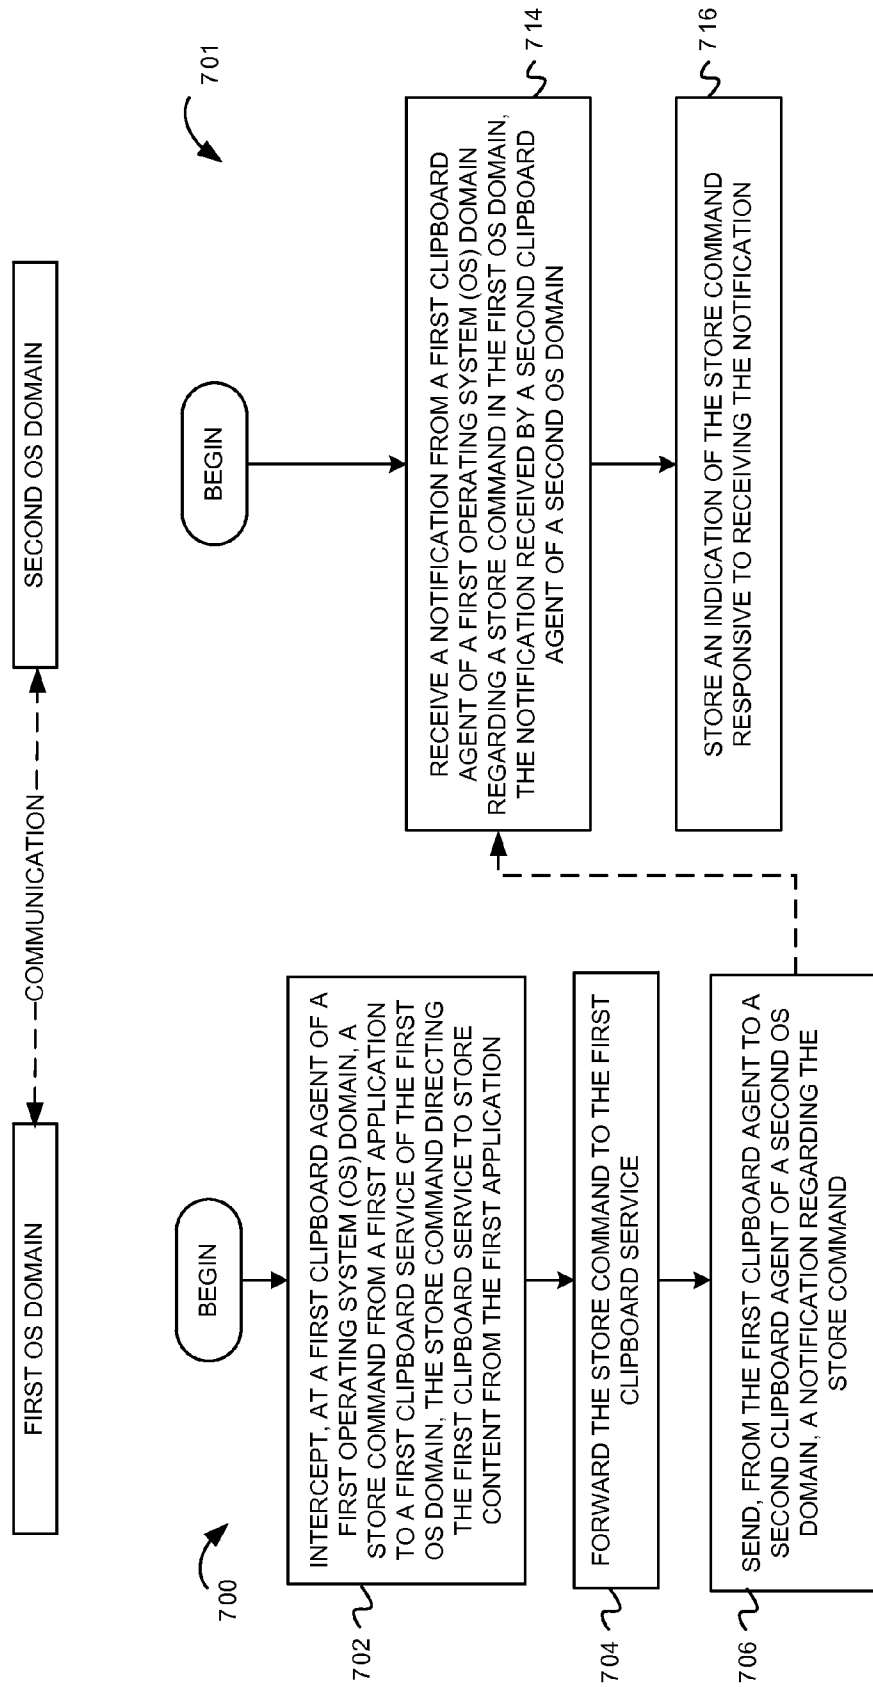 FIRST OS DOMAIN
COMMUNICATION
SECOND OS DOMAIN
700
BEGIN
702
INTERCEPT, AT A FIRST CLIPBOARD AGENT OF A
FIRST OPERATING SYSTEM (OS) DOMAIN, A
STORE COMMAND FROM A FIRST APPLICATION
TO A FIRST CLIPBOARD SERVICE OF THE FIRST
OS DOMAIN, THE STORE COMMAND DIRECTING
THE FIRST CLIPBOARD SERVICE TO STORE
CONTENT FROM THE FIRST APPLICATION
704
FORWARD THE STORE COMMAND TO THE FIRST
CLIPBOARD SERVICE
706
SEND, FROM THE FIRST CLIPBOARD AGENT TO A
SECOND CLIPBOARD AGENT OF A SECOND OS
DOMAIN, A NOTIFICATION REGARDING THE
STORE COMMAND
701
BEGIN
RECEIVE A NOTIFICATION FROM A FIRST CLIPBOARD
AGENT OF A FIRST OPERATING SYSTEM (OS) DOMAIN
REGARDING A STORE COMMAND IN THE FIRST OS DOMAIN,
THE NOTIFICATION RECEIVED BY A SECOND CLIPBOARD
AGENT OF A SECOND OS DOMAIN
714
STORE AN INDICATION OF THE STORE COMMAND
RESPONSIVE TO RECEIVING THE NOTIFICATION
716